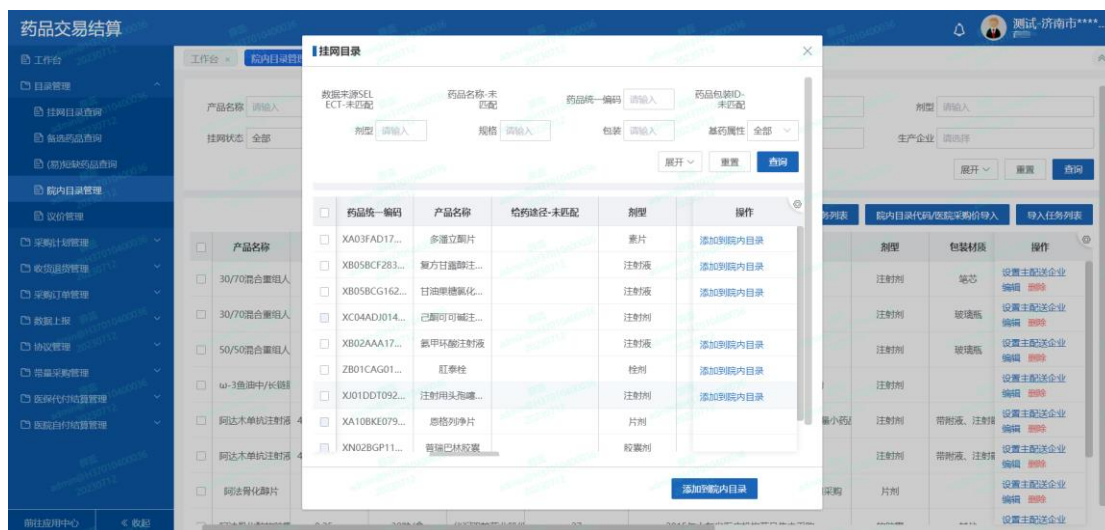 药品交易结算
测试-济南市****...
工作台
目录管理
挂网目录查询
备选药品查询
(易)短缺药品查询
院内目录管理
议价管理
采购计划管理
收货退货管理
采购订单管理
数据上报
协议管理
带量采购管理
医保代付结算管理
医院自付结算管理
前往应用中心 << 收起
工作台 × 院内目录管理
产品名称 请输入 剂型 请输入
挂网状态 全部 生产企业 请选择
展开 重置 查询
务列表 院内目录代码/医院采购价导入 导入任务列表
产品名称 剂型 包装材质 操作
30/70混合重组人 注射剂 笔芯 设置主配送企业
编辑 删除
30/70混合重组人 注射剂 玻璃瓶 设置主配送企业
编辑 删除
50/50混合重组人 注射剂 玻璃瓶 设置主配送企业
编辑 删除
ω-3鱼油中/长链脂 注射剂 设置主配送企业
编辑 删除
阿达木单抗注射液 4 量小药品 注射剂 带附液、注射器 设置主配送企业
编辑 删除
阿达木单抗注射液 4 注射剂 带附液、注射器 设置主配送企业
编辑 删除
阿法骨化醇片 采购 片剂 设置主配送企业
编辑 删除
设置主配送企业
挂网目录 ×
数据来源SEL
ECT-未匹配
药品名称-未
匹配
药品统一编码 请输入
药品包装ID-
未匹配
剂型 请输入 规格 请输入 包装 请输入 基药属性 全部
展开 重置 查询
药品统一编码 产品名称 给药途径-未匹配 剂型 操作
XA03FAD17... 多潘立酮片 素片 添加到院内目录
XB05BCF283... 复方甘露醇注... 注射液 添加到院内目录
XB05BCG162... 甘油果糖氯化... 注射液 添加到院内目录
XC04ADJ014... 己酮可可碱注... 注射剂
XB02AAA17... 氨甲环酸注射液 注射液 添加到院内目录
ZB01CAG01... 肛泰栓 栓剂 添加到院内目录
XJ01DDT092... 注射用头孢噻... 注射剂 添加到院内目录
XA10BKE079... 恩格列净片 片剂
XN02BGP11... 普瑞巴林胶囊 胶囊剂
添加到院内目录